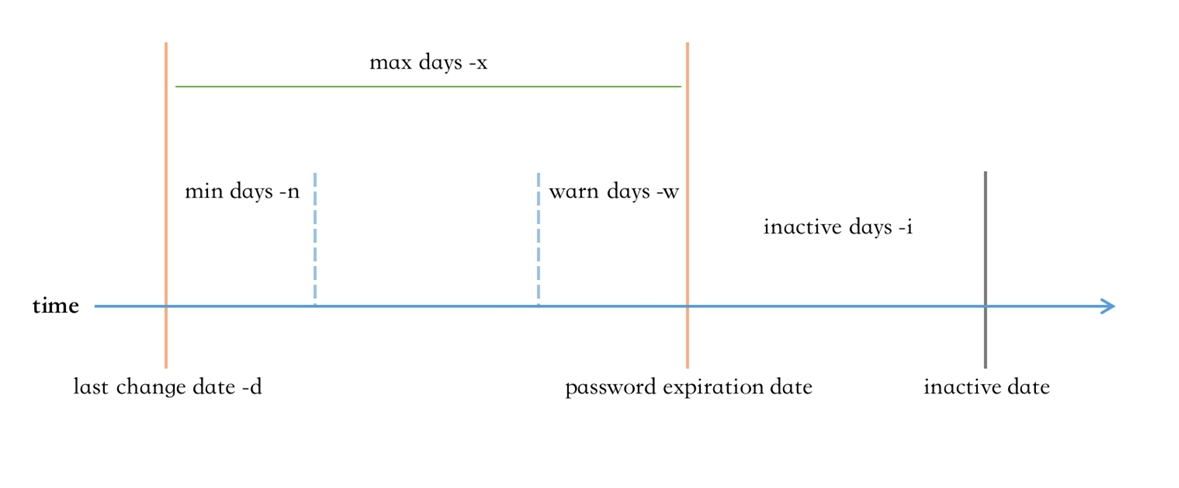 max days -x
min days -n
warn days -w
inactive days -i
time
last change date -d
password expiration date
inactive date